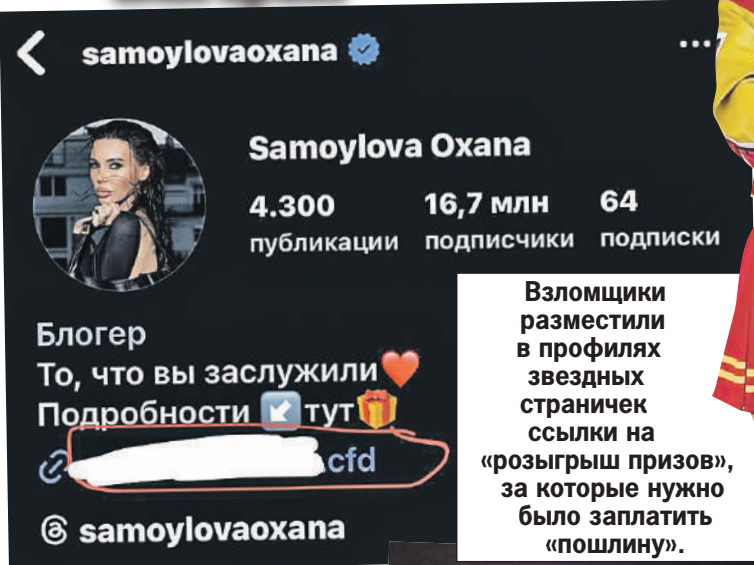 samoylovaoxana
Samoylova Oxana
4.300 16,7 млн 64
публикации подписчики подписки
Блогер
То, что вы заслужили❤️
Подробности ↙️ тут🎁
.cfd
samoylovaoxana
Взломщики
разместили
в профилях
звездных
страничек
ссылки на
«розыгрыш призов»,
за которые нужно
было заплатить
«пошлину».